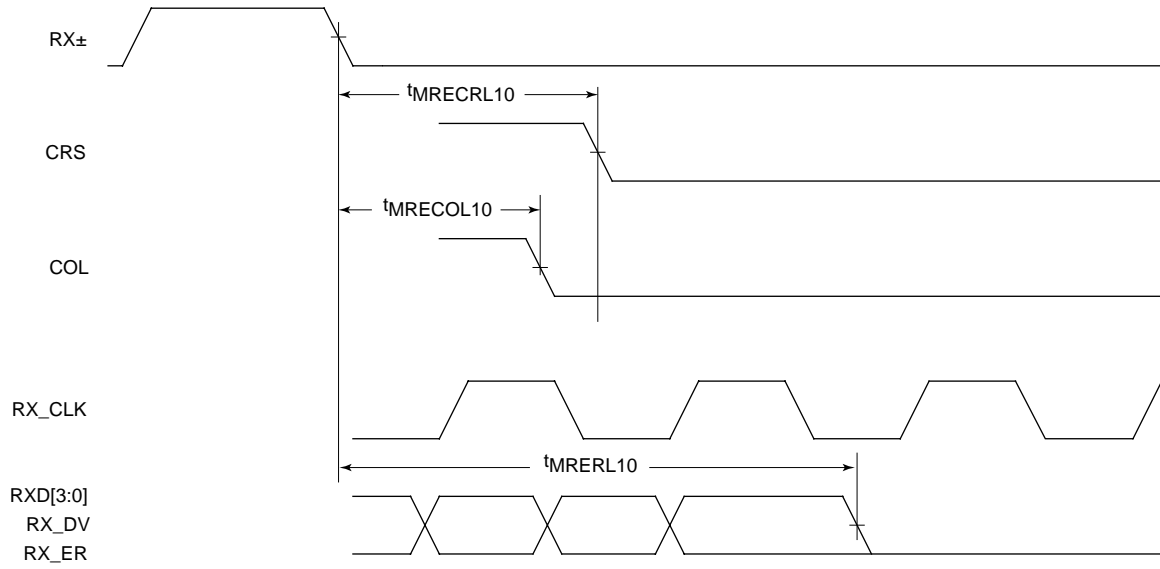 RX±
tMRECRL10
CRS
tMRECOL10
COL
RX_CLK
tMRERL10
RXD[3:0]
RX_DV
RX_ER